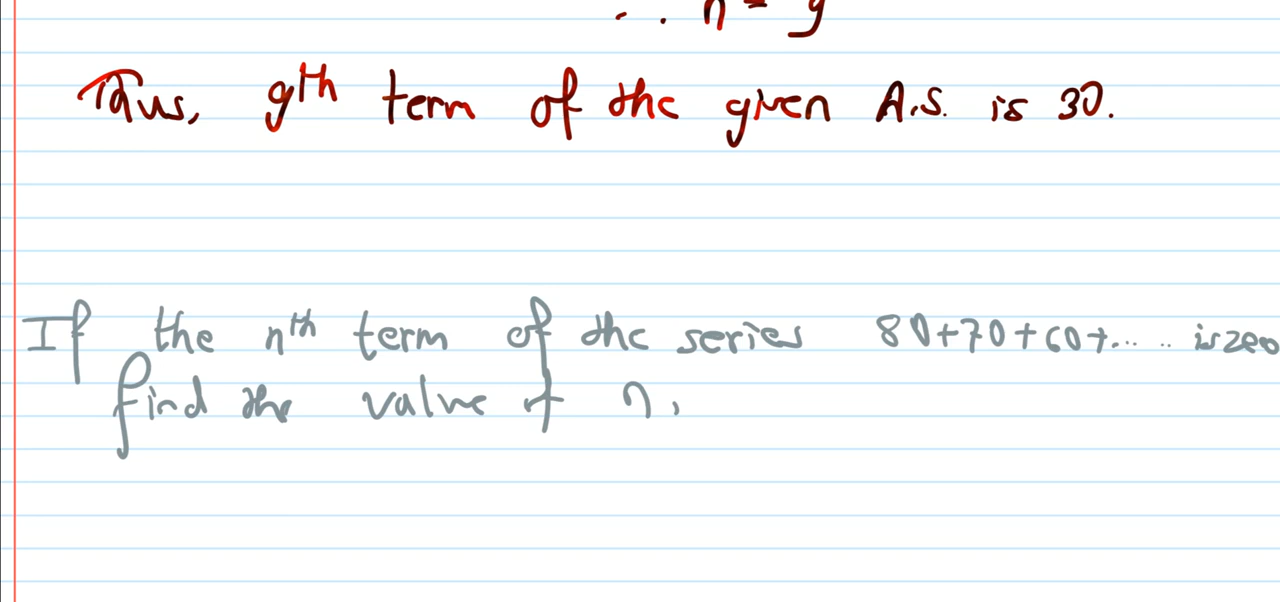 ∴ n = 9
Thus, 9th term of the given A.S. is 30.
If the nth term of the series 80+70+60+..... is zero
find the value of n,